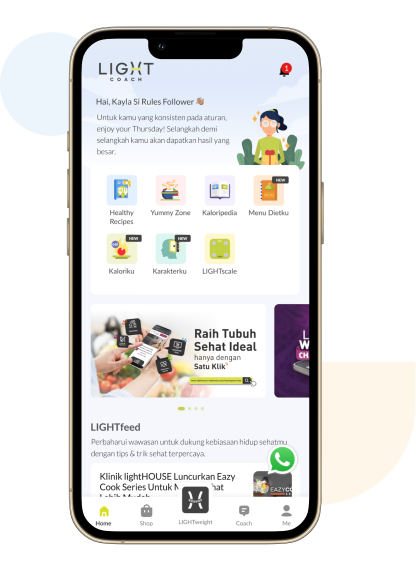 LIGHT
COACH
1
Hai, Kayla Si Rules Follower
Untuk kamu yang konsisten pada aturan,
enjoy your Thursday! Selangkah demi
selangkah kamu akan dapatkan hasil yang
besar.
Healthy
Recipes
Yummy Zone
Kaloripedia
NEW
Menu Dietku
NEW
Kaloriku
NEW
Karakterku
LIGHTscale
Raih Tubuh
Sehat Ideal
hanya dengan
Satu Klik
LIGHTfeed
Perbaharui wawasan untuk dukung kebiasaan hidup sehatmu
dengan tips & trik sehat terpercaya.
Klinik lightHOUSE Luncurkan Eazy
Cook Series Untuk
Lebih Mudah
Home
Shop
LIGHTweight
Coach
Me